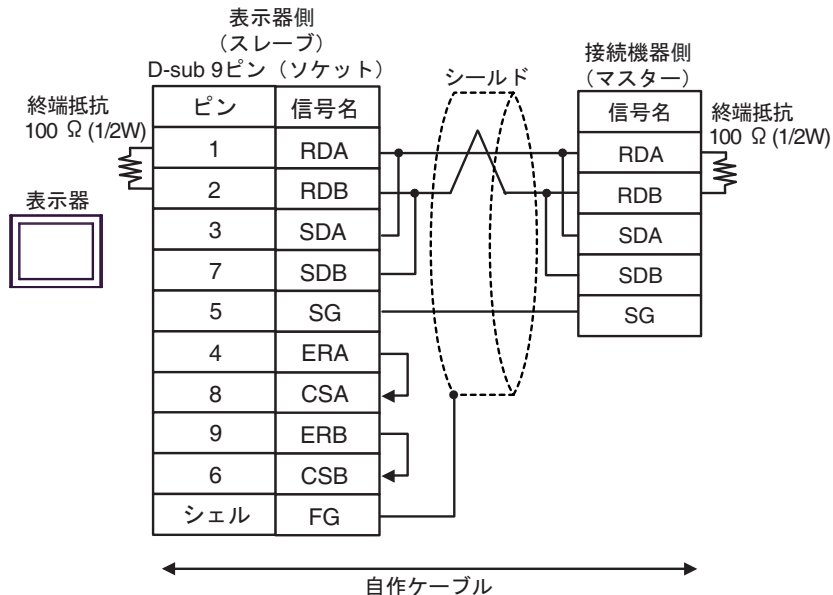 表示器側
(スレーブ)
D-sub 9ピン (ソケット)
シールド
接続機器側
(マスター)
終端抵抗
100 Ω (1/2W)
ピン 信号名
信号名
終端抵抗
100 Ω (1/2W)
1 RDA
RDA
2 RDB
RDB
表示器
3 SDA
SDA
7 SDB
SDB
5 SG
SG
4 ERA
8 CSA
9 ERB
6 CSB
シェル FG
自作ケーブル